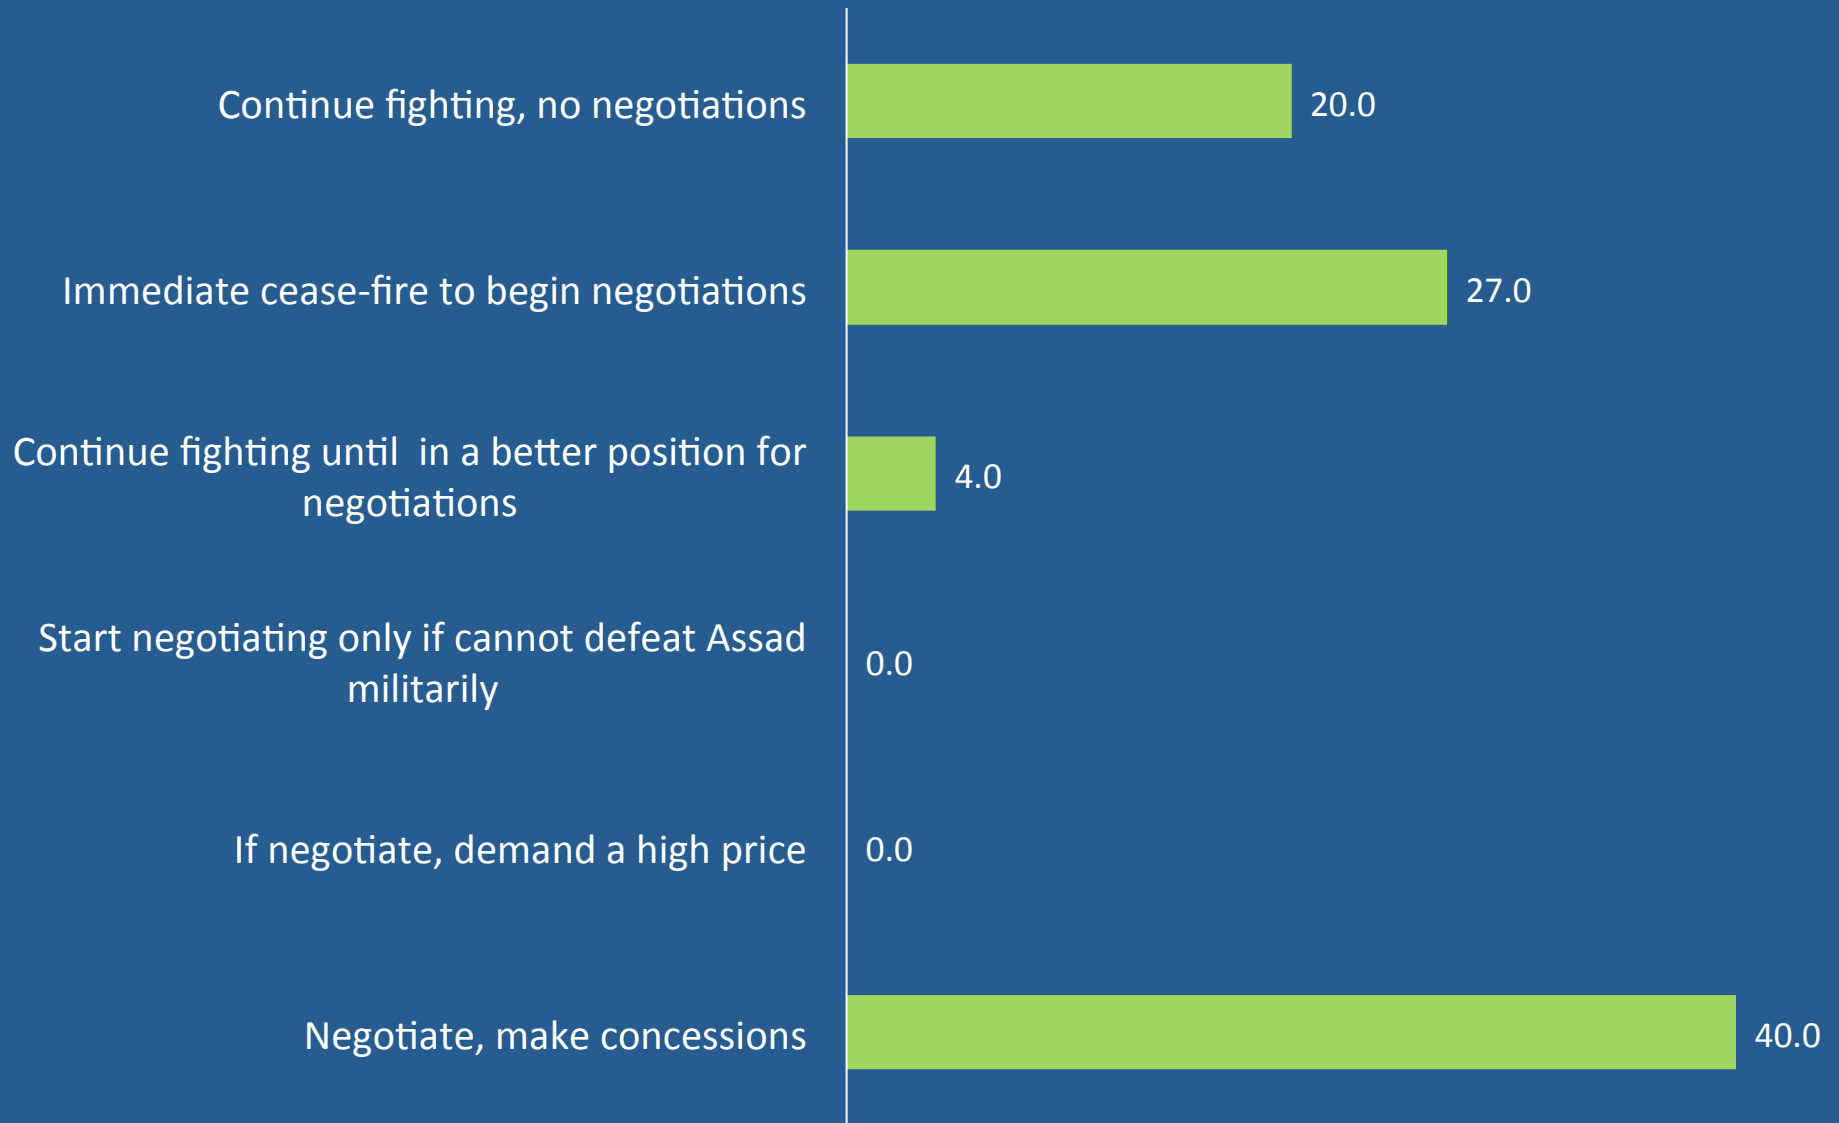 Continue fighting, no negotiations
20.0
Immediate cease-fire to begin negotiations
27.0
Continue fighting until  in a better position for
negotiations
4.0
Start negotiating only if cannot defeat Assad
militarily
0.0
If negotiate, demand a high price
0.0
Negotiate, make concessions
40.0